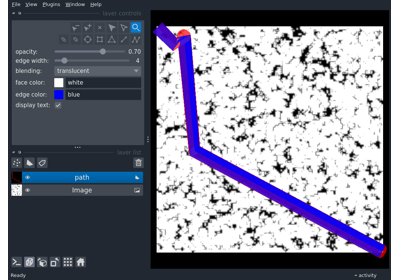 File View Plugins Window Help
layer controls
opacity: 0.70
edge width: 4
blending: translucent
face color: white
edge color: blue
display text:
layer list
path
Image
Ready
activity